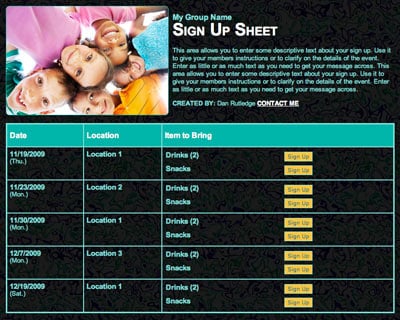 My Group Name
SIGN UP SHEET
This area allows you to enter some descriptive text about your sign up. Use it
to give your members instructions or to clarify on the details of the event.
Enter as little or as much text as you need to get your message across. This
area allows you to enter some descriptive text about your sign up. Use it to
give your members instructions or to clarify on the details of the event. Enter
as little or as much text as you need to get your message across.
CREATED BY: Dan Rutledge CONTACT ME
Date Location Item to Bring
11/19/2009 Location 1 Drinks (2) Sign Up
(Thu.)
Snacks Sign Up
11/23/2009 Location 2 Drinks (2) Sign Up
(Mon.)
Snacks Sign Up
11/30/2009 Location 1 Drinks (2) Sign Up
(Mon.)
Snacks Sign Up
12/7/2009 Location 3 Drinks (2) Sign Up
(Mon.)
Snacks Sign Up
12/19/2009 Location 1 Drinks (2) Sign Up
(Sat.)
Snacks Sign Up